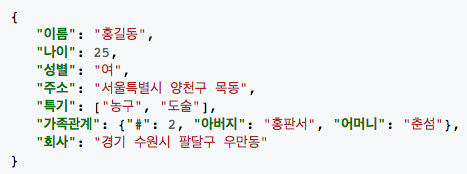 {
"이름": "홍길동",
"나이": 25,
"성별": "여",
"주소": "서울특별시 양천구 목동",
"특기": ["농구", "도술"],
"가족관계": {"#": 2, "아버지": "홍판서", "어머니": "춘섬"},
"회사": "경기 수원시 팔달구 우만동"
}